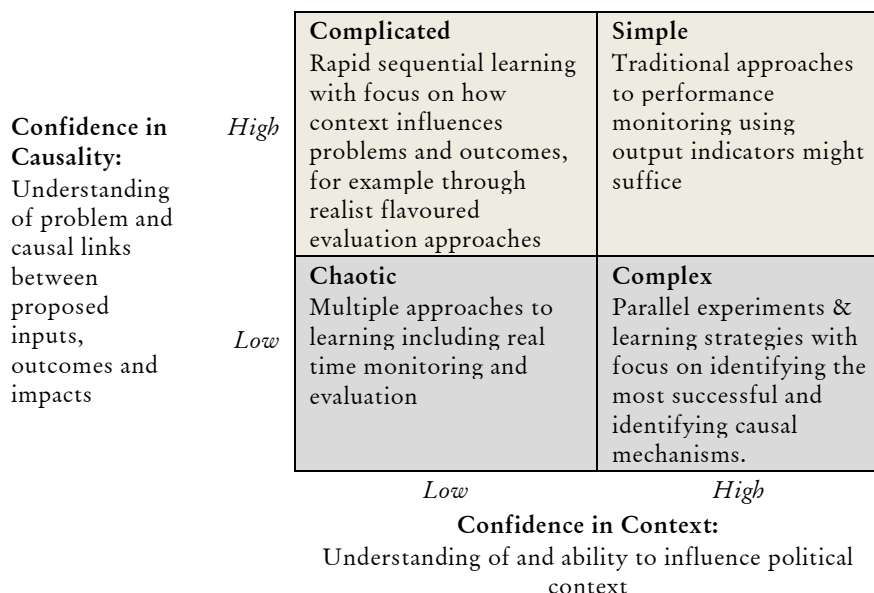 Complicated
Rapid sequential learning
with focus on how
context influences
problems and outcomes,
for example through
realist flavoured
evaluation approaches
Simple
Traditional approaches
to performance
monitoring using
output indicators might
suffice
Confidence in
Causality:
Understanding
of problem and
causal links
between
proposed
inputs,
outcomes and
impacts
High
Low
Chaotic
Multiple approaches to
learning including real
time monitoring and
evaluation
Complex
Parallel experiments &
learning strategies with
focus on identifying the
most successful and
identifying causal
mechanisms.
Low
High
Confidence in Context:
Understanding of and ability to influence political
context